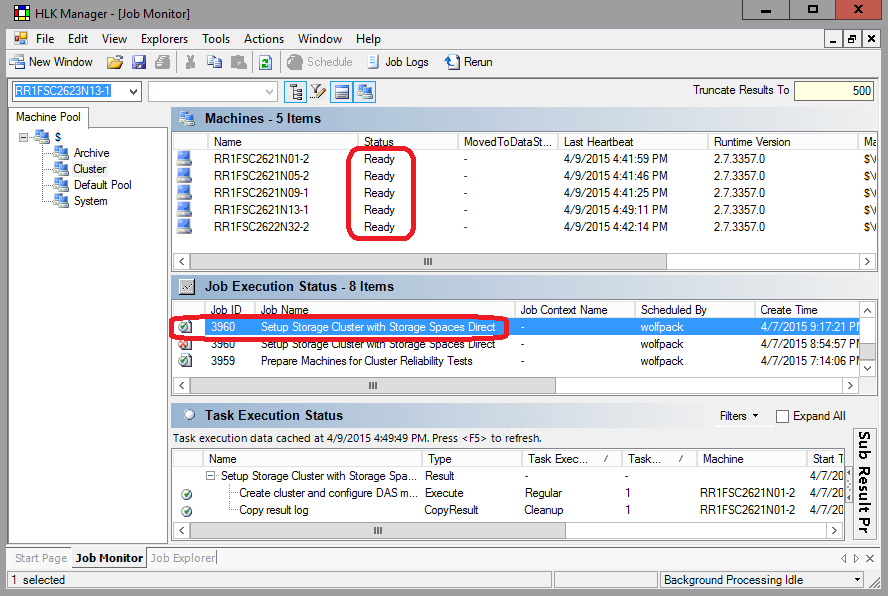 HLK Manager - [Job Monitor]
File Edit View Explorers Tools Actions Window Help
New Window Schedule Job Logs Rerun
RR1FSC2623N13-1 Truncate Results To 500
Machine Pool
$
Archive
Cluster
Default Pool
System
Machines - 5 Items
Name Status MovedToDataSt... Last Heartbeat Runtime Version Ma
RR1FSC2621N01-2 Ready - 4/9/2015 4:41:59 PM 2.7.3357.0 $\
RR1FSC2621N05-2 Ready - 4/9/2015 4:41:46 PM 2.7.3357.0 $\
RR1FSC2621N09-1 Ready - 4/9/2015 4:41:25 PM 2.7.3357.0 $\
RR1FSC2621N13-1 Ready - 4/9/2015 4:49:11 PM 2.7.3357.0 $\
RR1FSC2622N32-2 Ready - 4/9/2015 4:42:14 PM 2.7.3357.0 $\
Job Execution Status - 8 Items
Job ID Job Name Job Context Name Scheduled By Create Time
3960 Setup Storage Cluster with Storage Spaces Direct - wolfpack 4/7/2015 9:17:21 PM
3960 Setup Storage Cluster with Storage Spaces Direct - wolfpack 4/7/2015 8:54:57 PM
3959 Prepare Machines for Cluster Reliability Tests - wolfpack 4/7/2015 7:14:06 PM
Task Execution Status Filters Expand All
Task execution data cached at 4/9/2015 4:49:49 PM. Press <F5> to refresh.
Name Type Task Exec... / Task... / Machine Start T
Setup Storage Cluster with Storage Spa... Result - - 4/7/20
Create cluster and configure DAS m... Execute Regular 1 RR1FSC2621N01-2 4/7/20
Copy result log CopyResult Cleanup 1 RR1FSC2621N01-2 4/7/20
Sub Result Pr
Start Page Job Monitor Job Explorer
1 selected Background Processing Idle